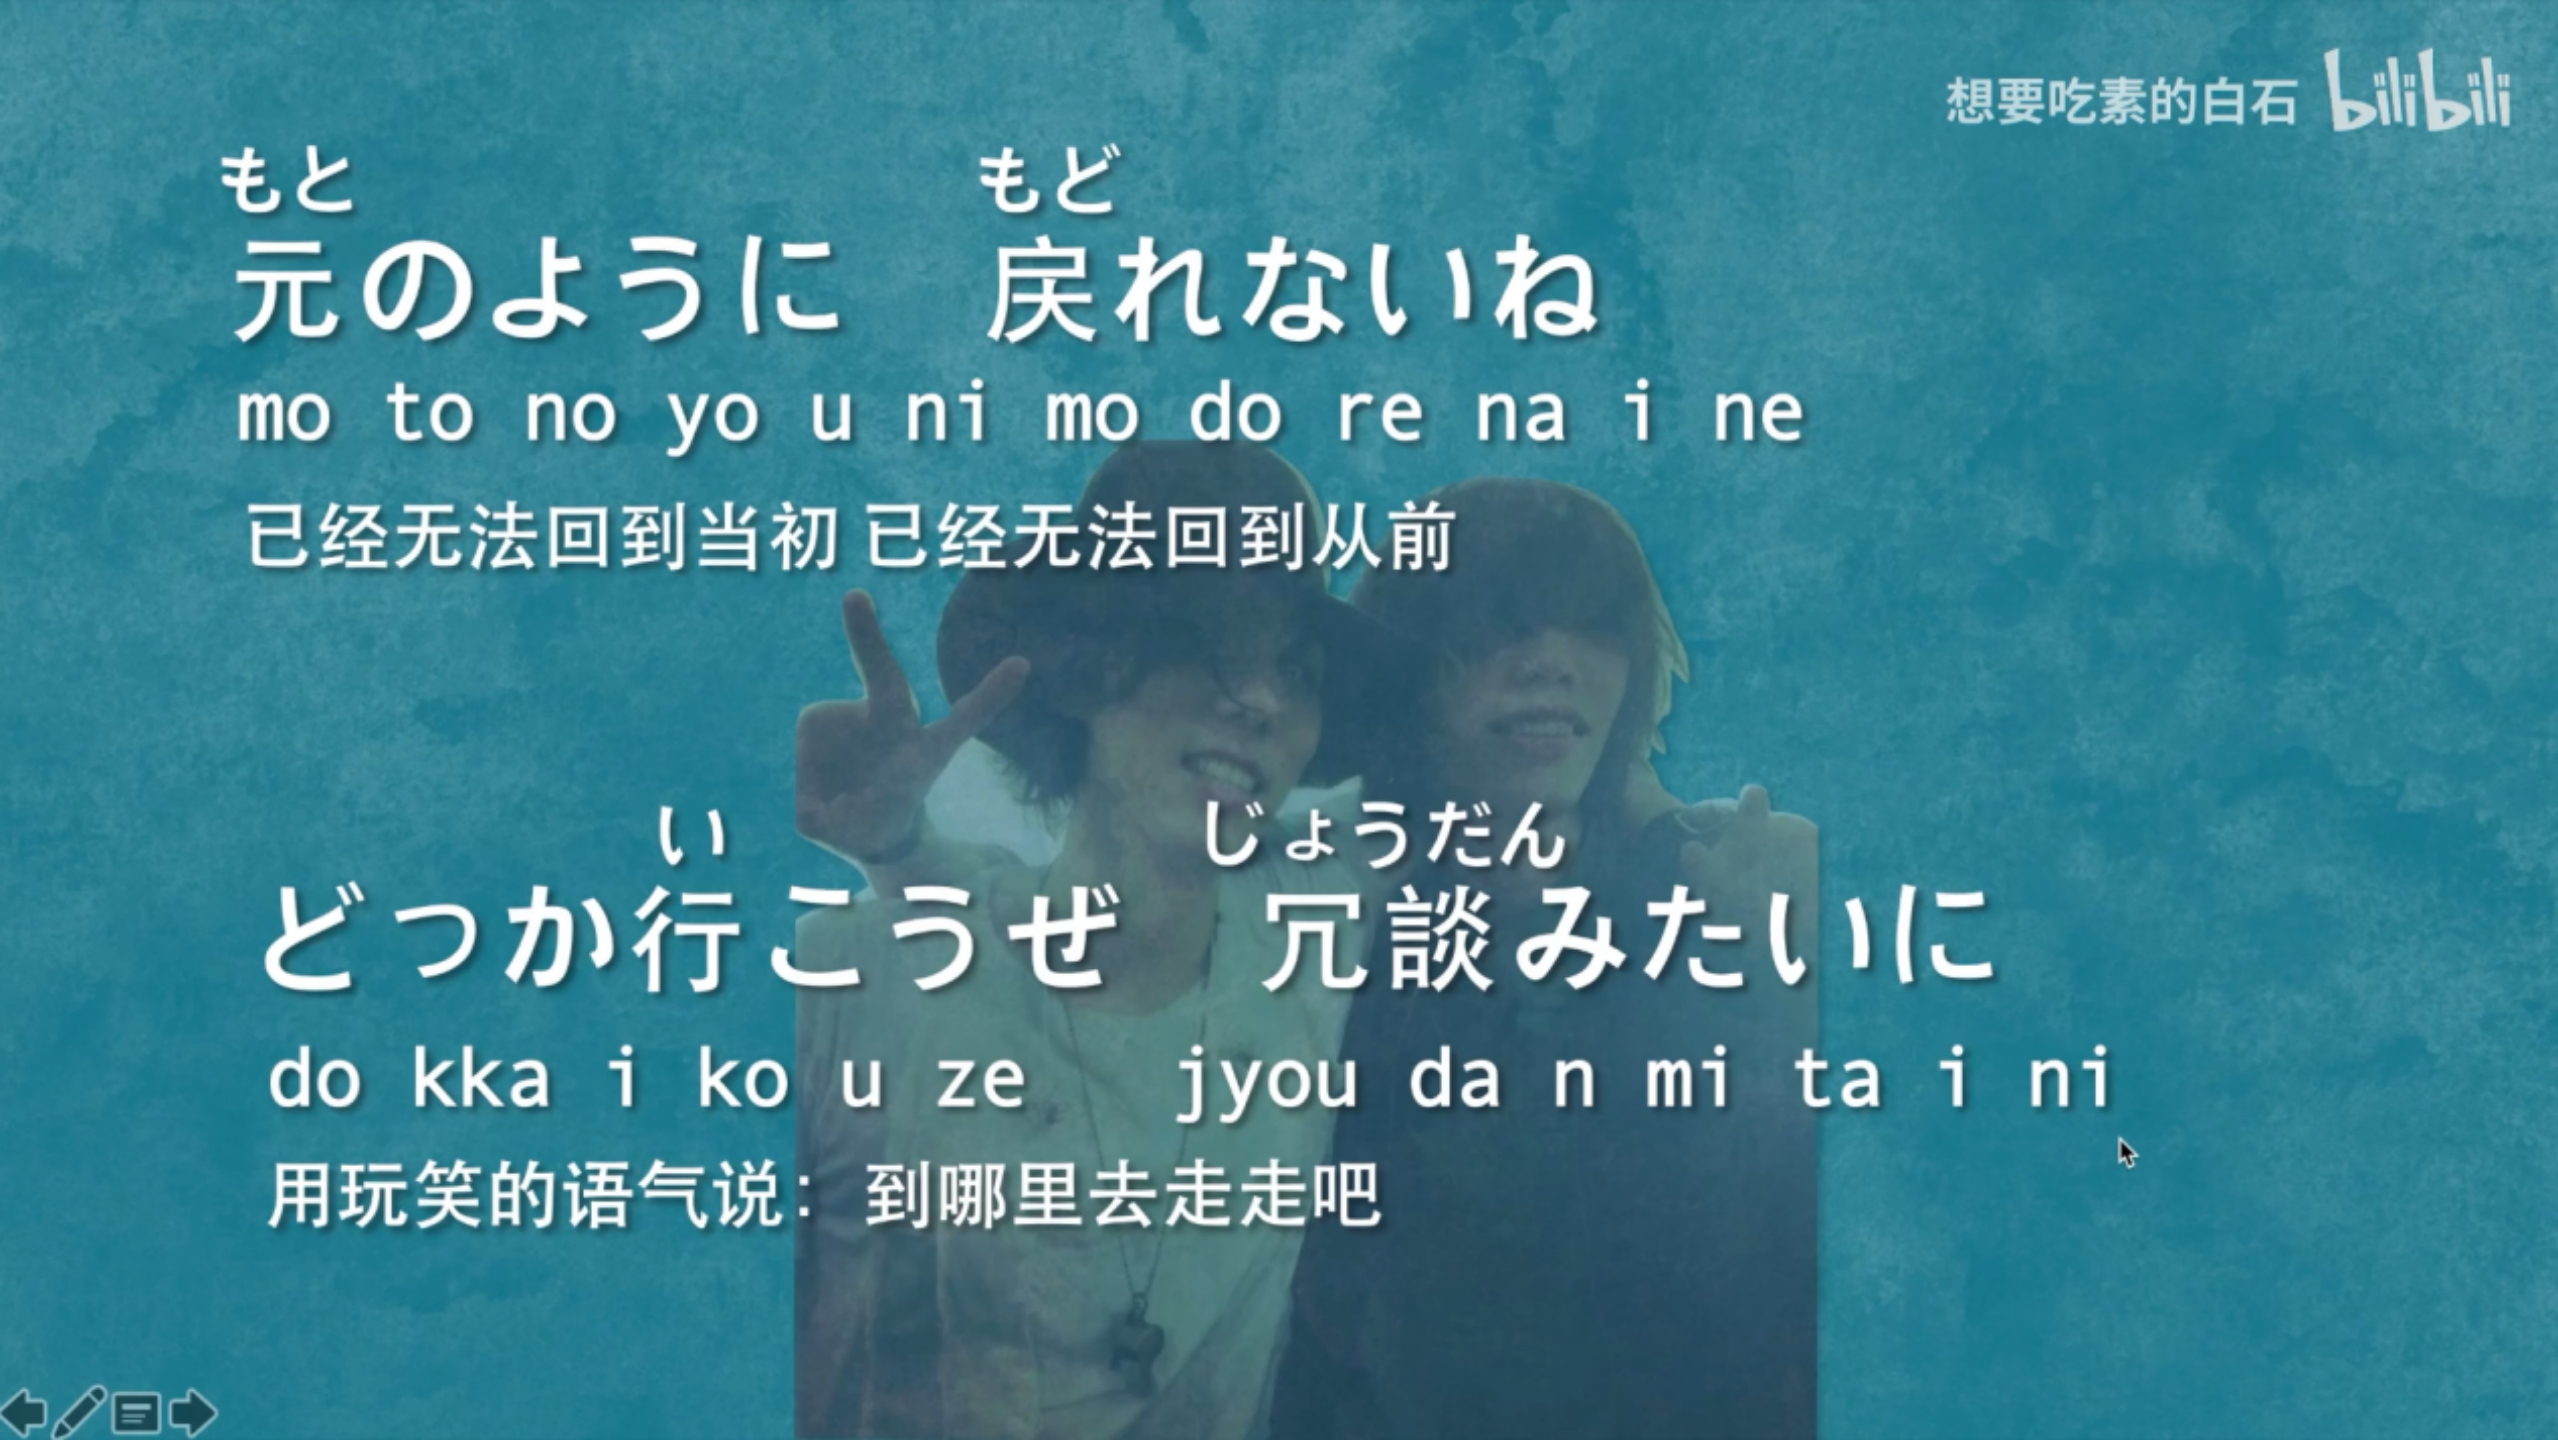 想要吃素的白石 bilibili
もと　もど
元のように　戻れないね
mo to no yo u ni mo do re na i ne
已经无法回到当初 已经无法回到从前
い　じょうだん
どっか行こうぜ　冗談みたいに
do kka i ko u ze jyou da n mi ta i ni
用玩笑的语气说：到哪里去走走吧